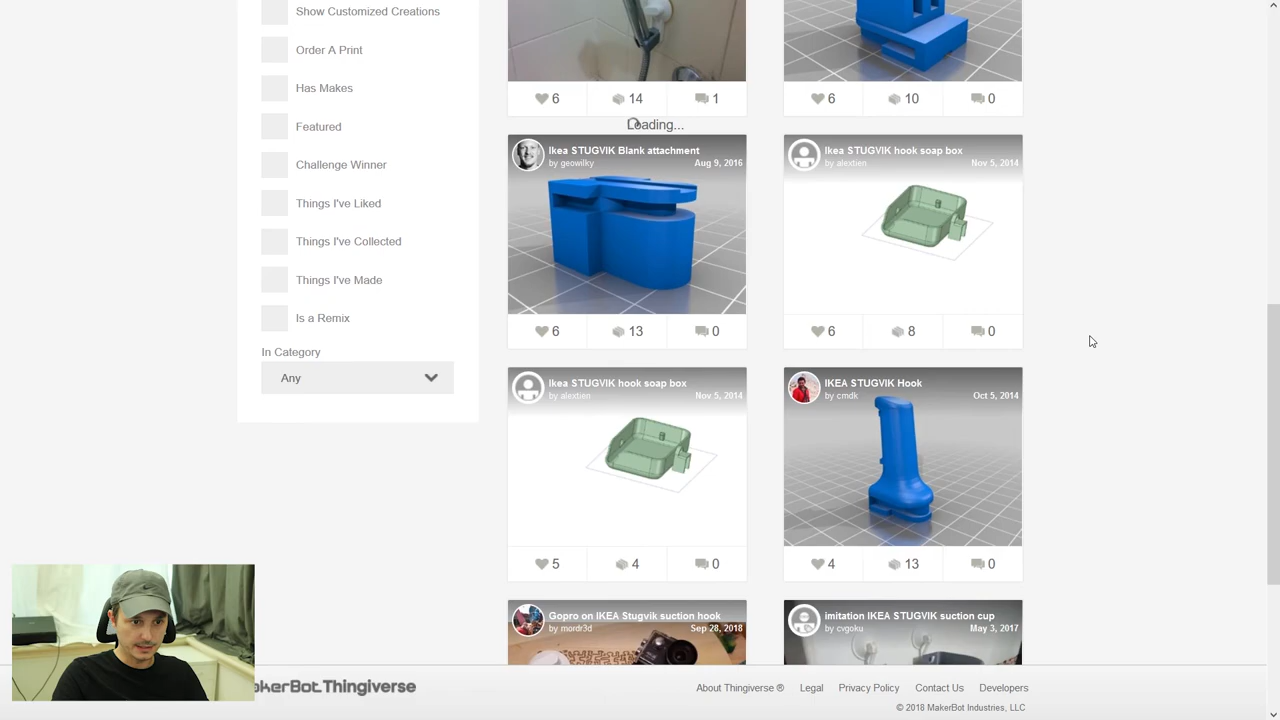 Show Customized Creations
Order A Print
Has Makes
Featured
Challenge Winner
Things I've Liked
Things I've Collected
Things I've Made
Is a Remix
In Category
Any
6 14 1
6 10 0
Loading...
Ikea STUGVIK Blank attachment
by geowilky Aug 9, 2016
6 13 0
Ikea STUGVIK hook soap box
by alextien Nov 5, 2014
6 8 0
Ikea STUGVIK hook soap box
by alextien Nov 5, 2014
5 4 0
IKEA STUGVIK Hook
by cmdk Oct 5, 2014
4 13 0
Gopro on IKEA Stugvik suction hook
by mordr3d Sep 28, 2018
imitation IKEA STUGVIK suction cup
by cvgoku May 3, 2017
kerBot Thingiverse
About Thingiverse ® Legal Privacy Policy Contact Us Developers
© 2018 MakerBot Industries, LLC